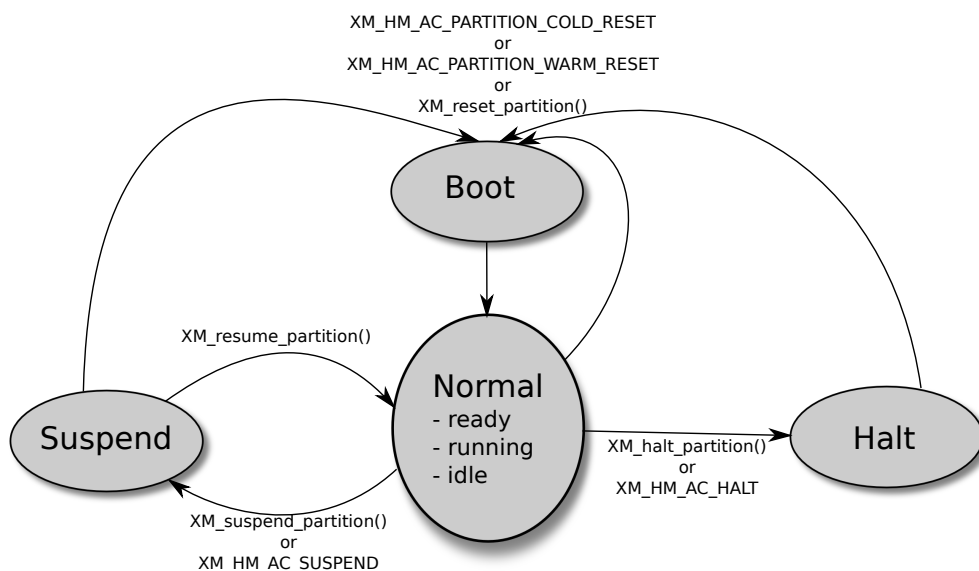 XM_HM_AC_PARTITION_COLD_RESET
or
XM_HM_AC_PARTITION_WARM_RESET
or
XM_reset_partition()
Boot
XM_resume_partition()
Normal
- ready
- running
- idle
Suspend
Halt
XM_halt_partition()
or
XM_HM_AC_HALT
XM_suspend_partition()
or
XM_HM_AC_SUSPEND